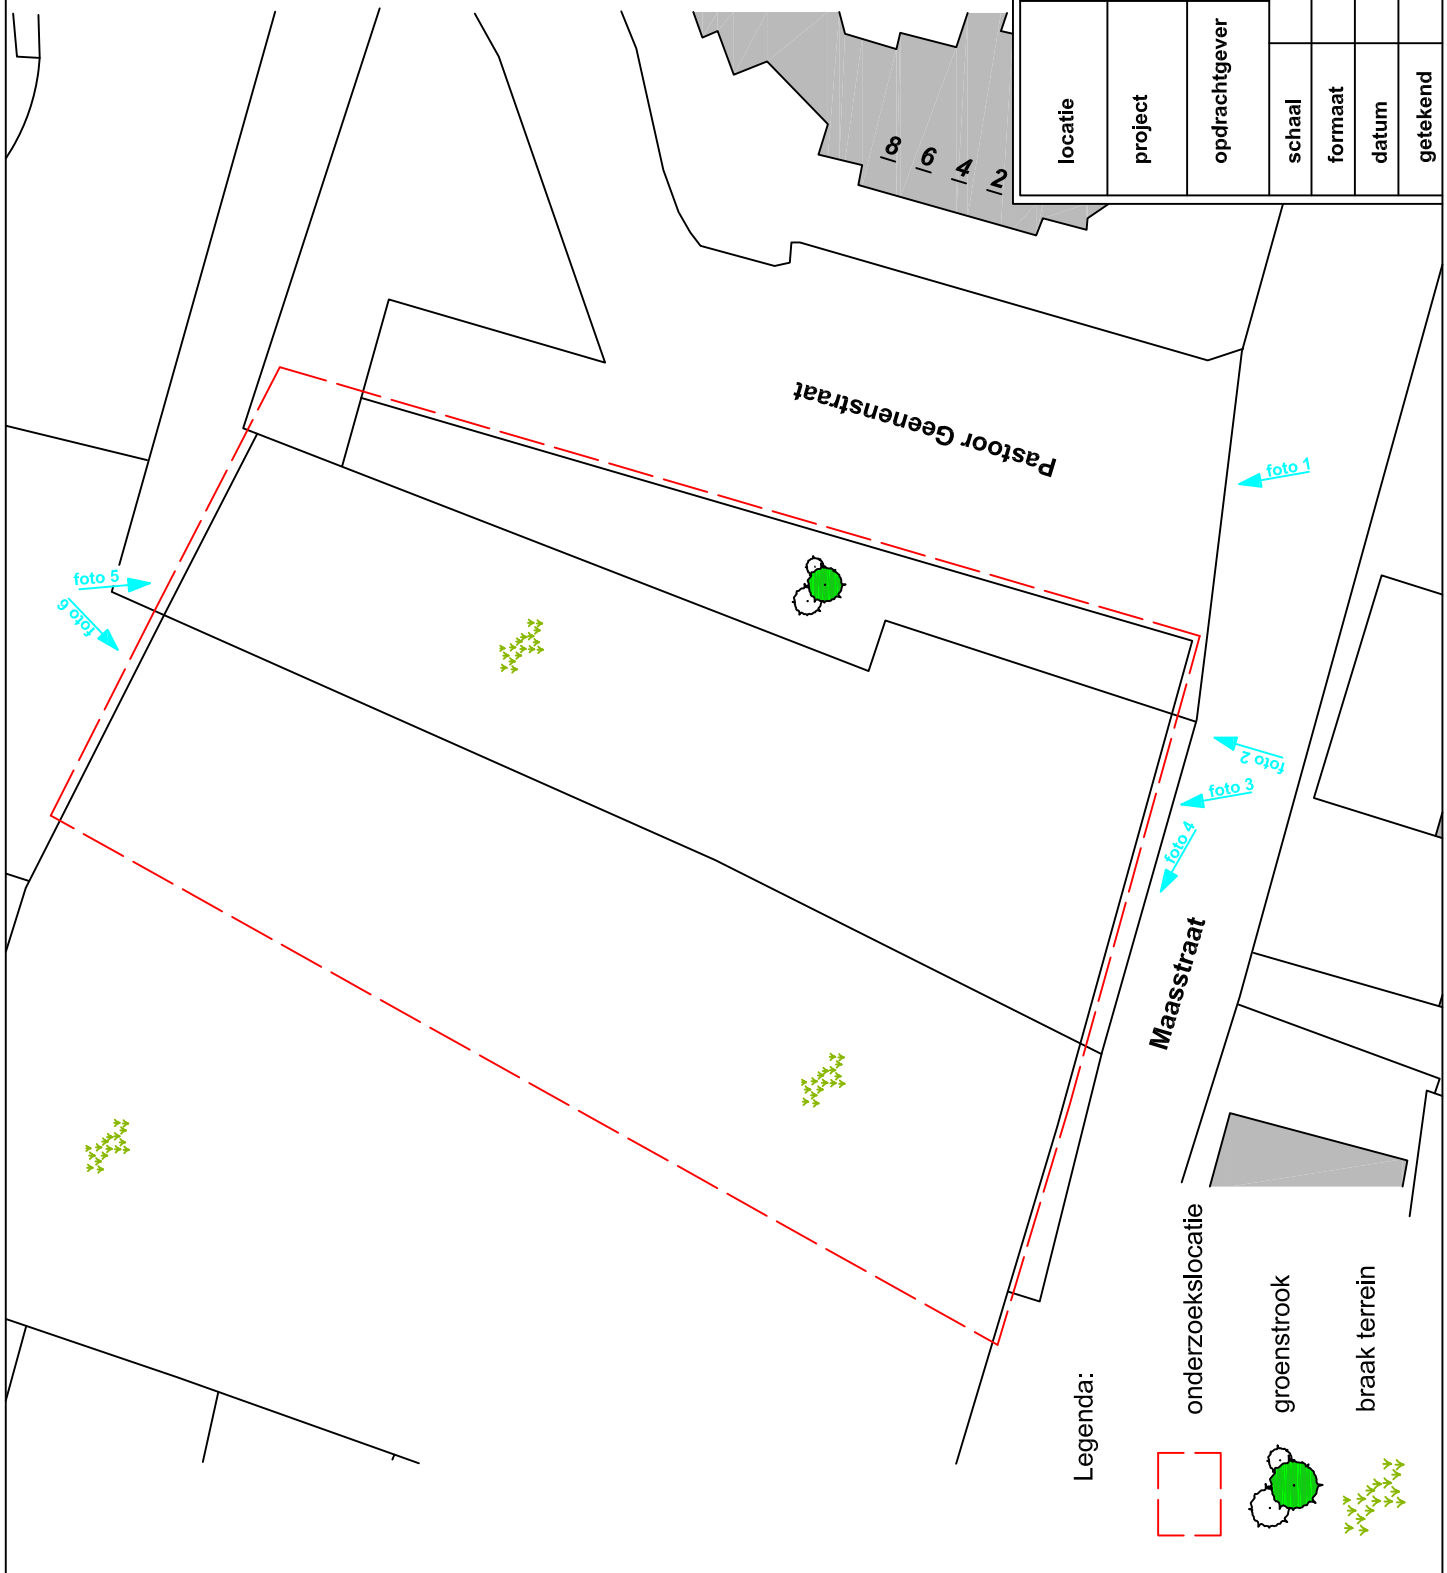 locatie
project
opdrachtgever
schaal
formaat
datum
getekend
8
6
4
2
Pastoor Geenenstraat
Maasstraat
foto 1
foto 2
foto 3
foto 4
foto 5
foto 6
Legenda:
onderzoekslocatie
groenstrook
braak terrein